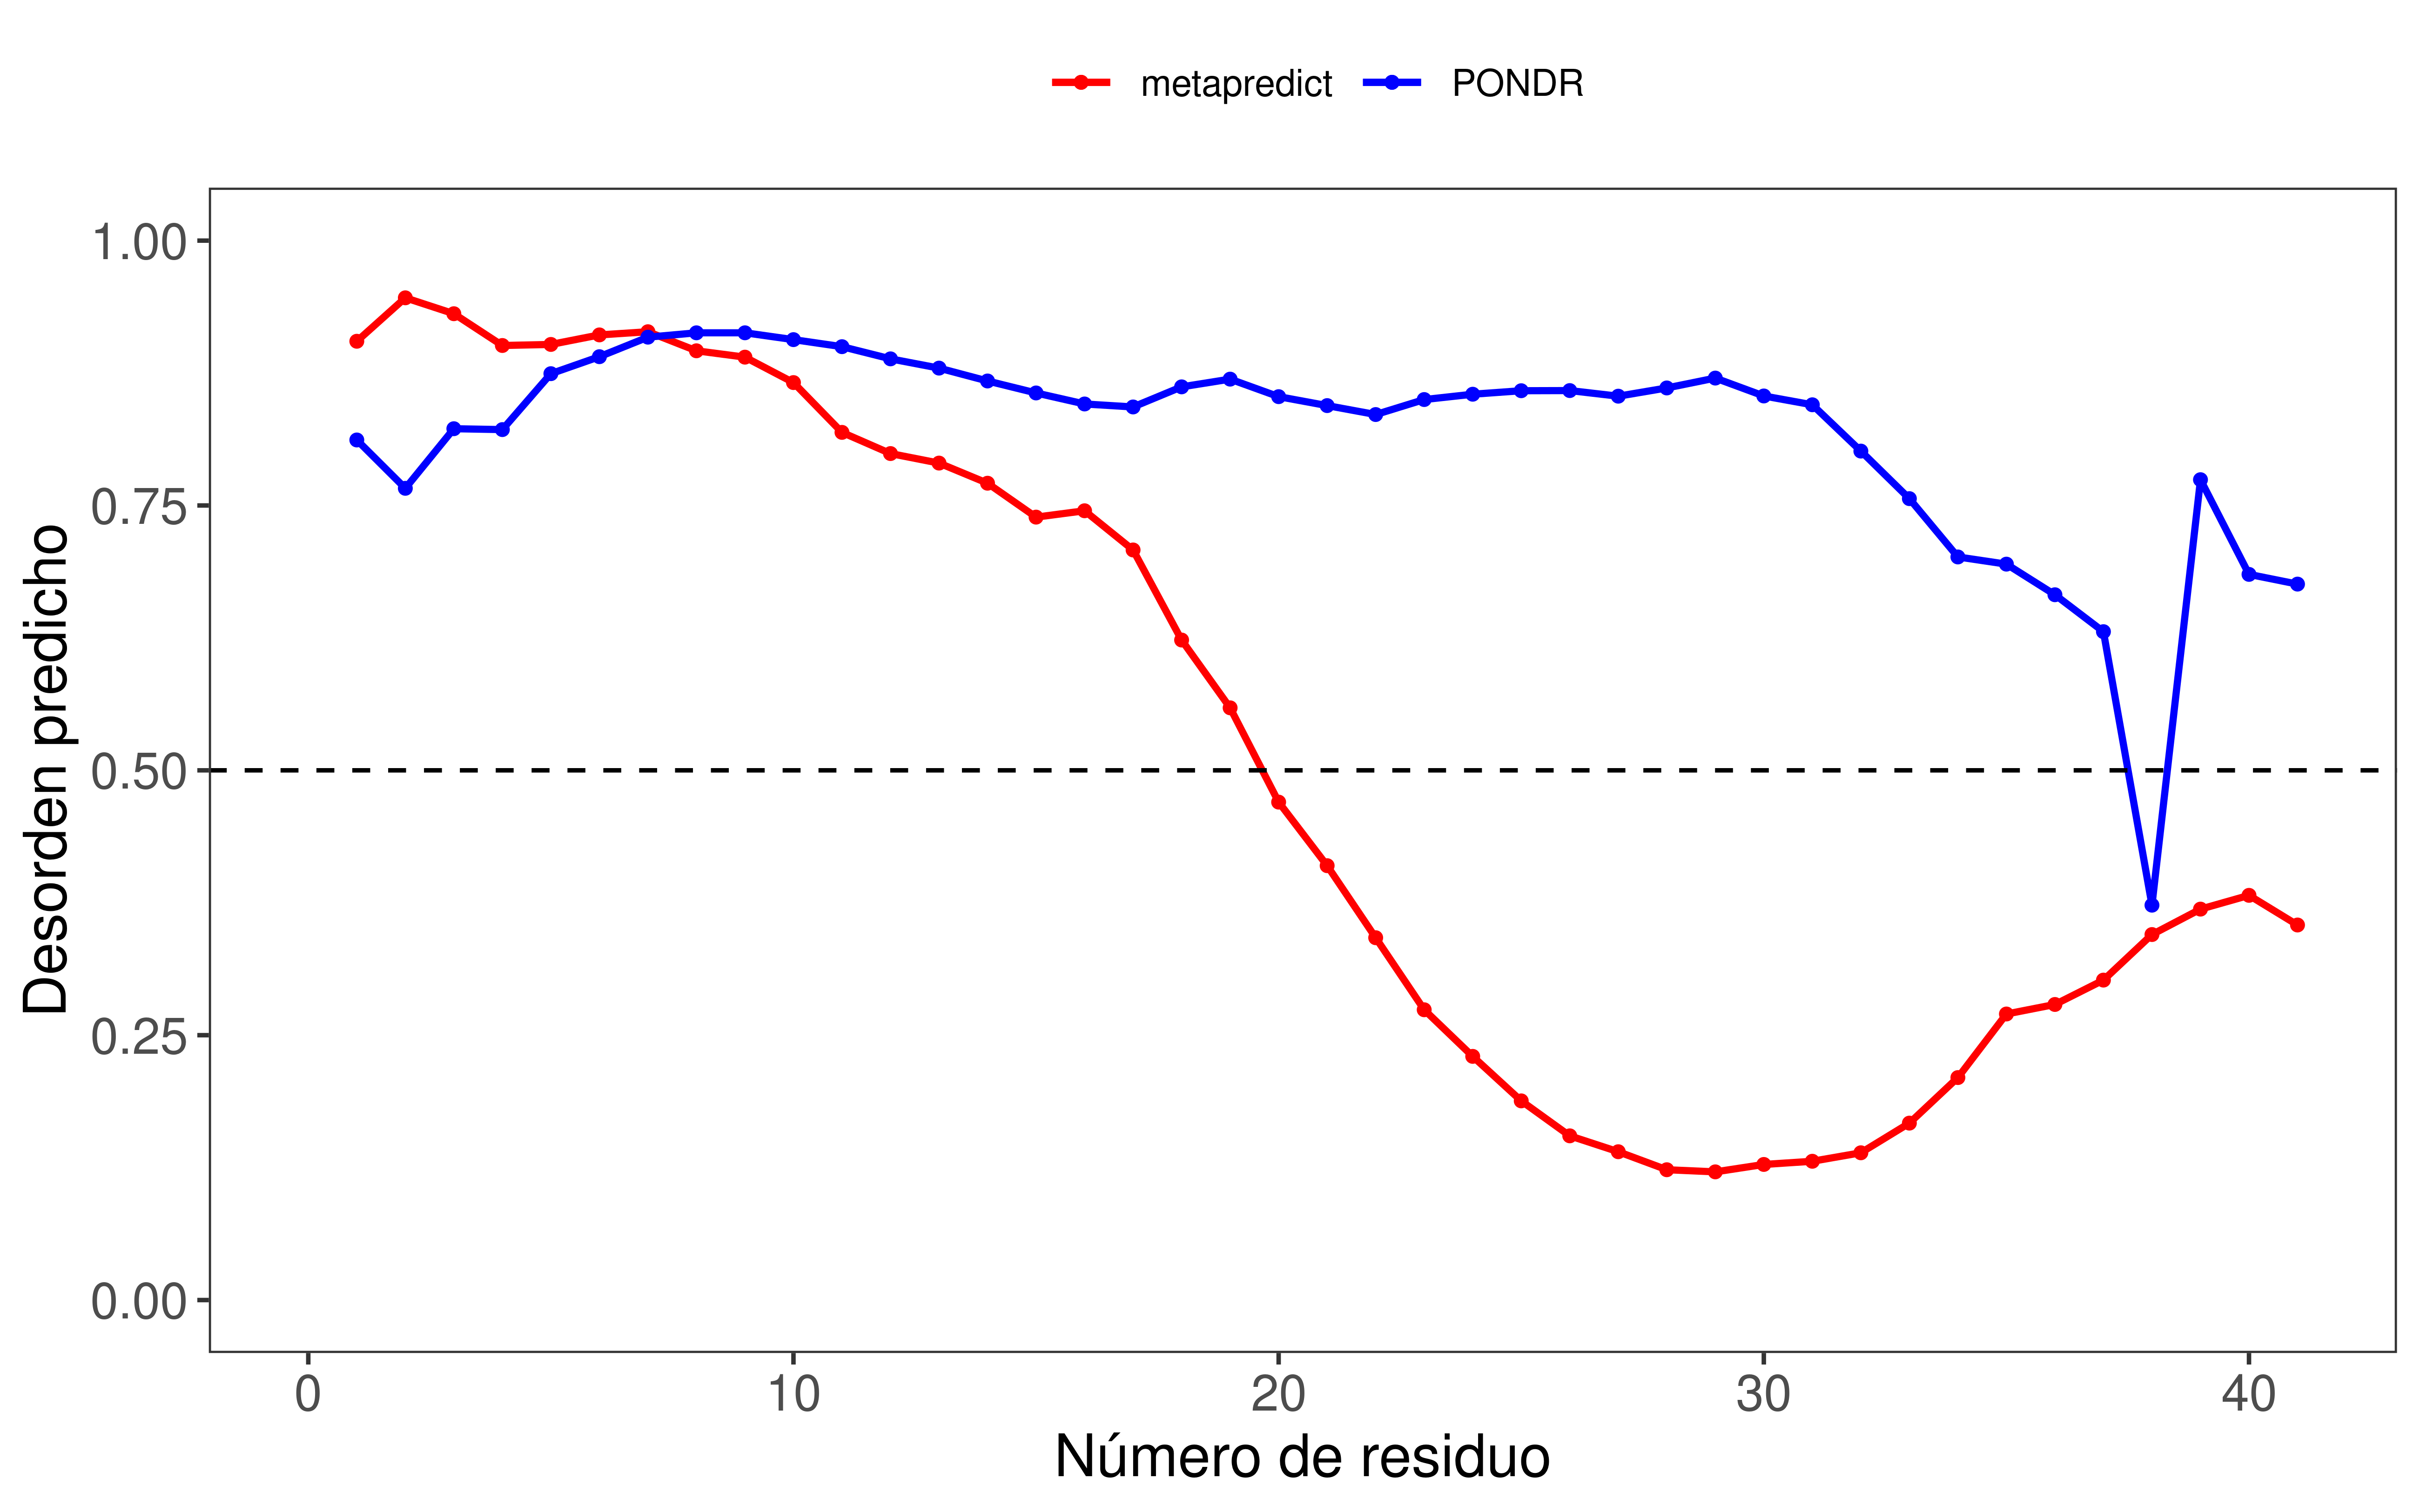 metapredict PONDR
1.00
0.75
0.50
0.25
0.00
Desorden predicho
0 10 20 30 40
Número de residuo